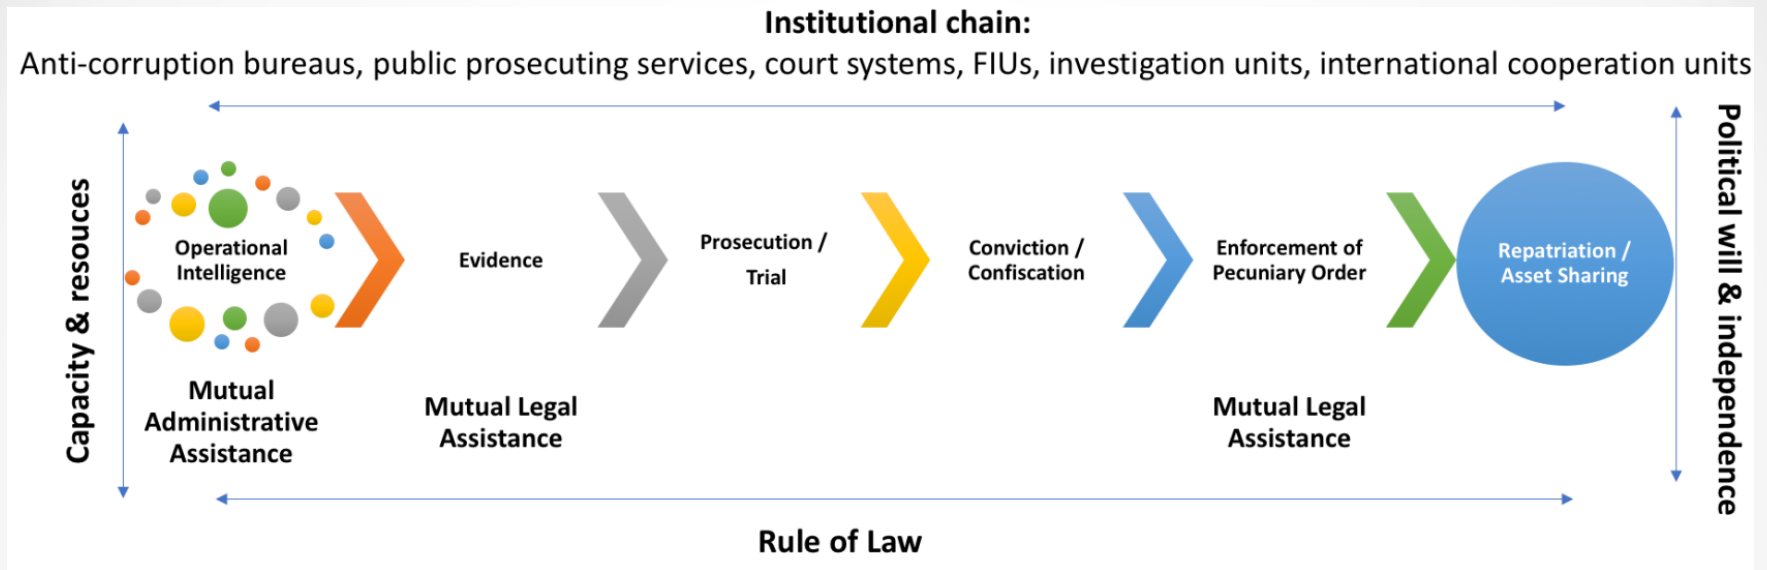 Institutional chain:
Anti-corruption bureaus, public prosecuting services, court systems, FIUs, investigation units, international cooperation units
Capacity & resouces
Operational
Intelligence
Evidence
Prosecution /
Trial
Conviction /
Confiscation
Enforcement of
Pecuniary Order
Repatriation /
Asset Sharing
Political will & independence
Mutual
Administrative
Assistance
Mutual Legal
Assistance
Mutual Legal
Assistance
Rule of Law